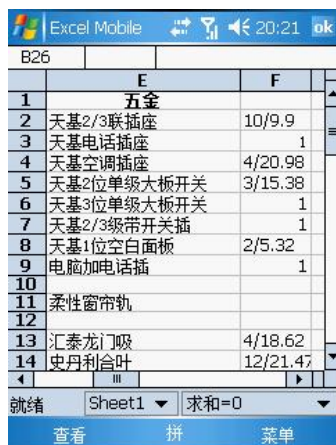 Excel Mobile 20:21 ok
B26
E F
1 五金
2 天基2/3联插座 10/9.9
3 天基电话插座 1
4 天基空调插座 4/20.98
5 天基2位单级大板开关 3/15.38
6 天基3位单级大板开关 1
7 天基2/3级带开关插 1
8 天基1位空白面板 2/5.32
9 电脑加电话插 1
10
11 柔性窗帘轨
12
13 汇泰龙门吸 4/18.62
14 史丹利合叶 12/21.47
就绪 Sheet1 求和=0
查看 拼 菜单